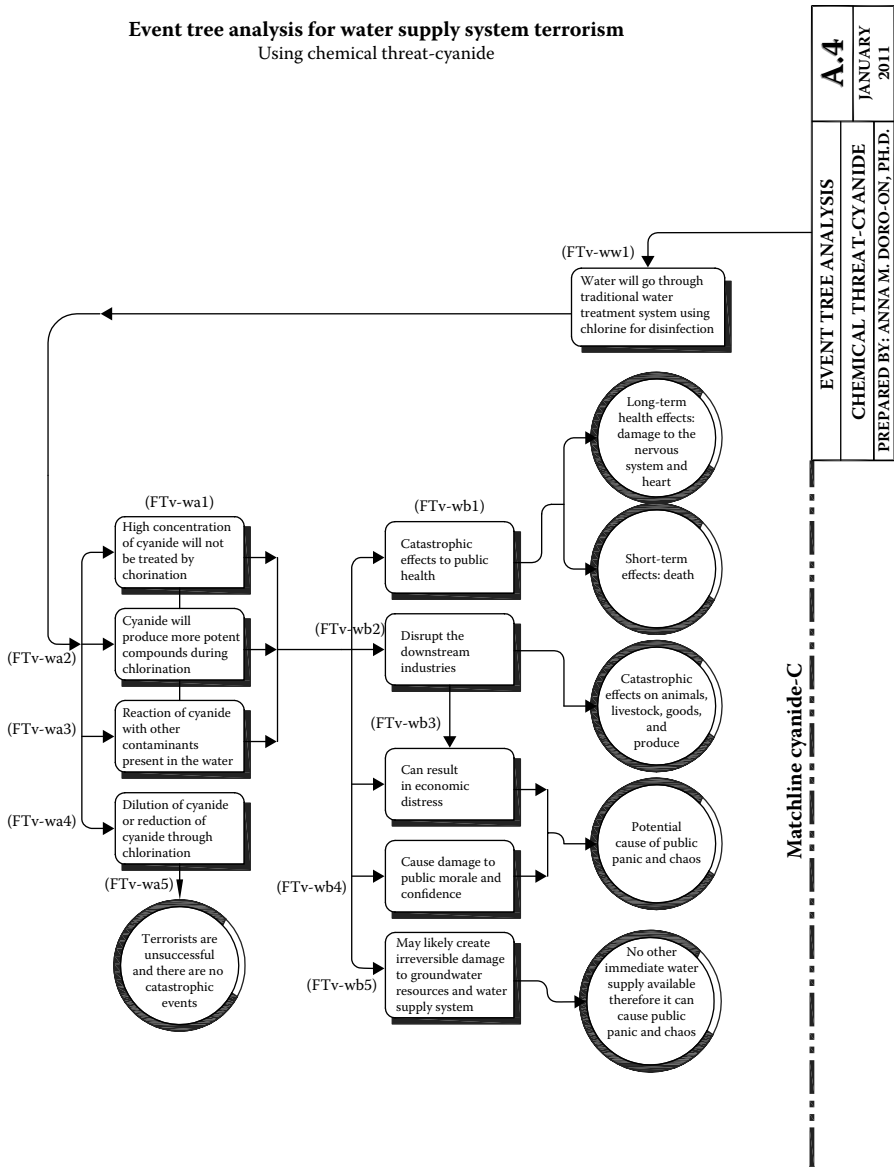 Event tree analysis for water supply system terrorism
Using chemical threat-cyanide
A.4
JANUARY
2011
EVENT TREE ANALYSIS
CHEMICAL THREAT-CYANIDE
PREPARED BY: ANNA M. DORO-ON, PH.D.
Matchline cyanide-C
(FTv-ww1)
Water will go through
traditional water
treatment system using
chlorine for disinfection
(FTv-wa1)
High concentration
of cyanide will not
be treated by
chorination
(FTv-wa2)
Cyanide will
produce more potent
compounds during
chlorination
(FTv-wa3)
Reaction of cyanide
with other
contaminants
present in the water
(FTv-wa4)
Dilution of cyanide
or reduction of
cyanide through
chlorination
(FTv-wa5)
Terrorists are
unsuccessful
and there are no
catastrophic
events
(FTv-wb1)
Catastrophic
effects to public
health
(FTv-wb2)
Disrupt the
downstream
industries
(FTv-wb3)
Can result
in economic
distress
(FTv-wb4)
Cause damage to
public morale and
confidence
(FTv-wb5)
May likely create
irreversible damage
to groundwater
resources and water
supply system
Long-term
health effects:
damage to the
nervous
system and
heart
Short-term
effects: death
Catastrophic
effects on animals,
livestock, goods,
and
produce
Potential
cause of public
panic and chaos
No other
immediate water
supply available
therefore it can
cause public
panic and chaos